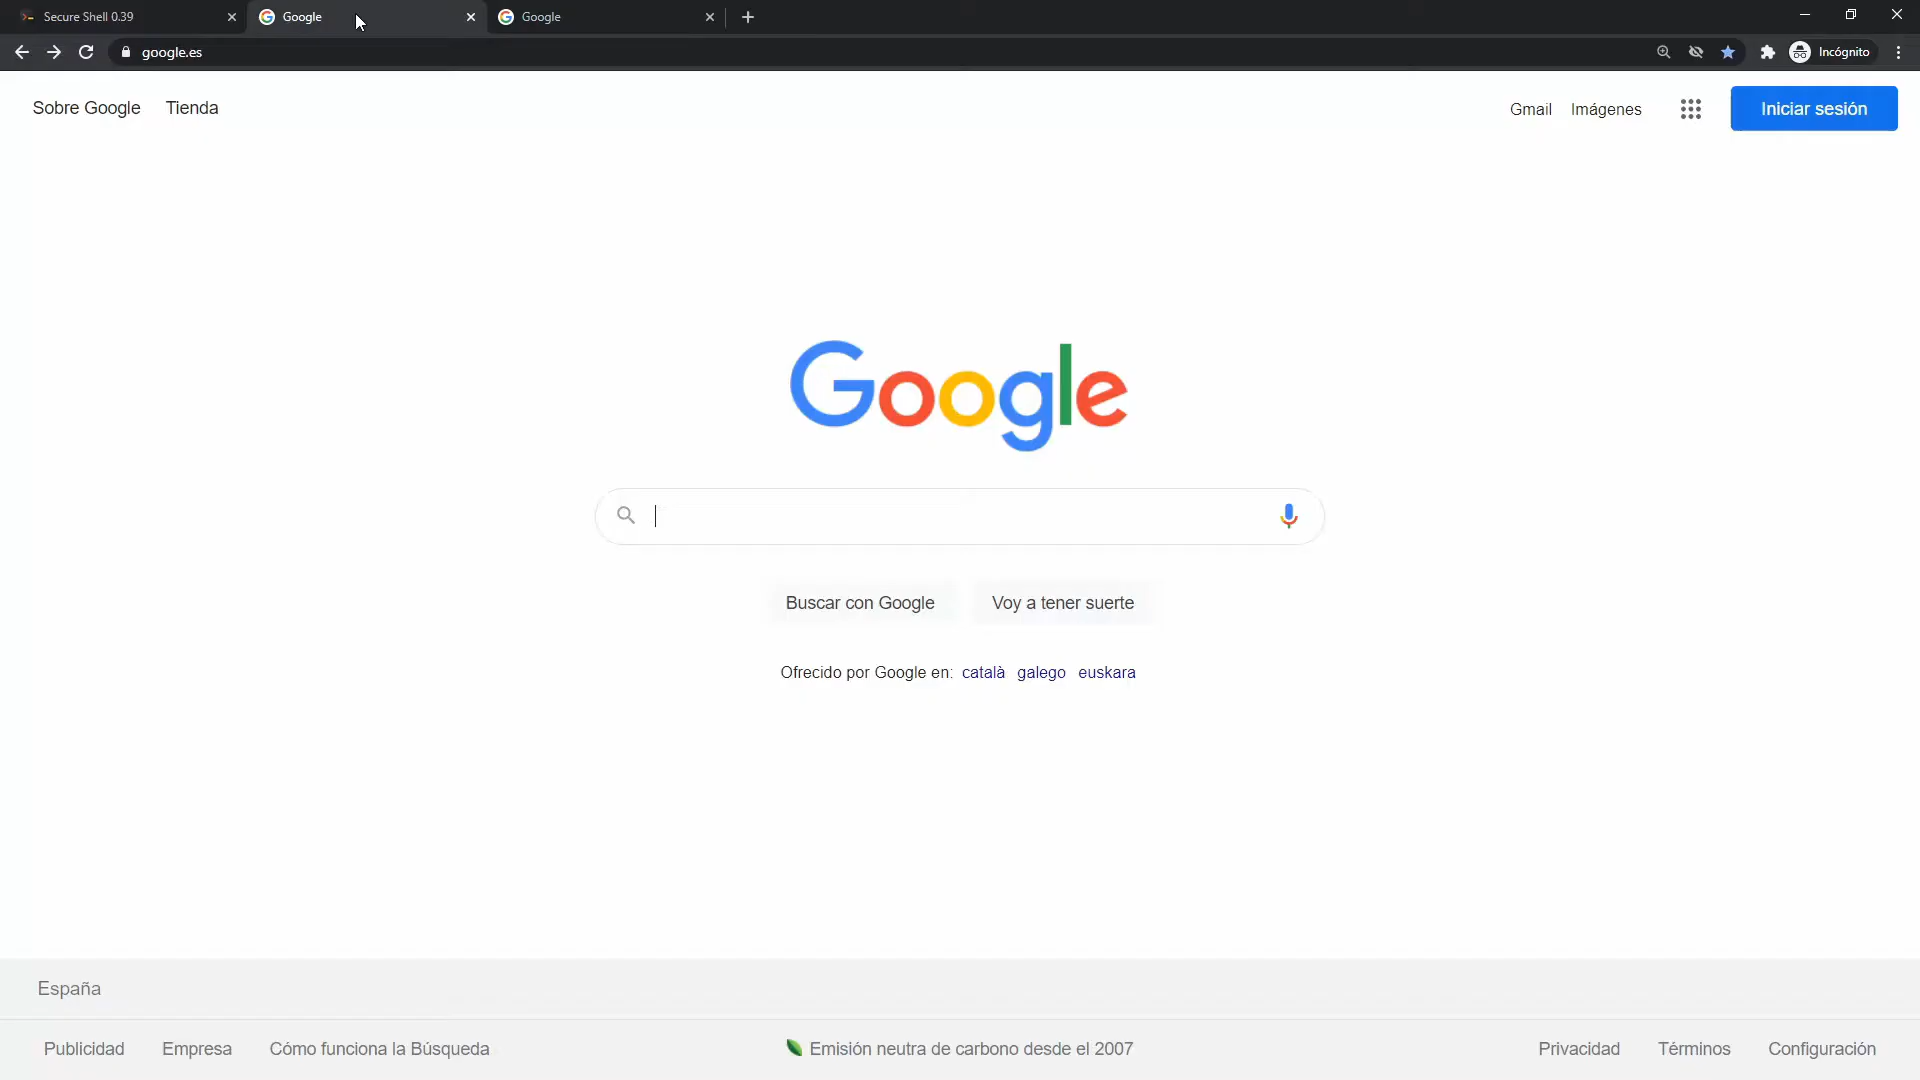 Secure Shell 0.39
Google
Google
google.es
Incógnito
Sobre Google
Tienda
Gmail
Imágenes
Iniciar sesión
Google
Buscar con Google
Voy a tener suerte
Ofrecido por Google en: català galego euskara
España
Publicidad
Empresa
Cómo funciona la Búsqueda
Emisión neutra de carbono desde el 2007
Privacidad
Términos
Configuración